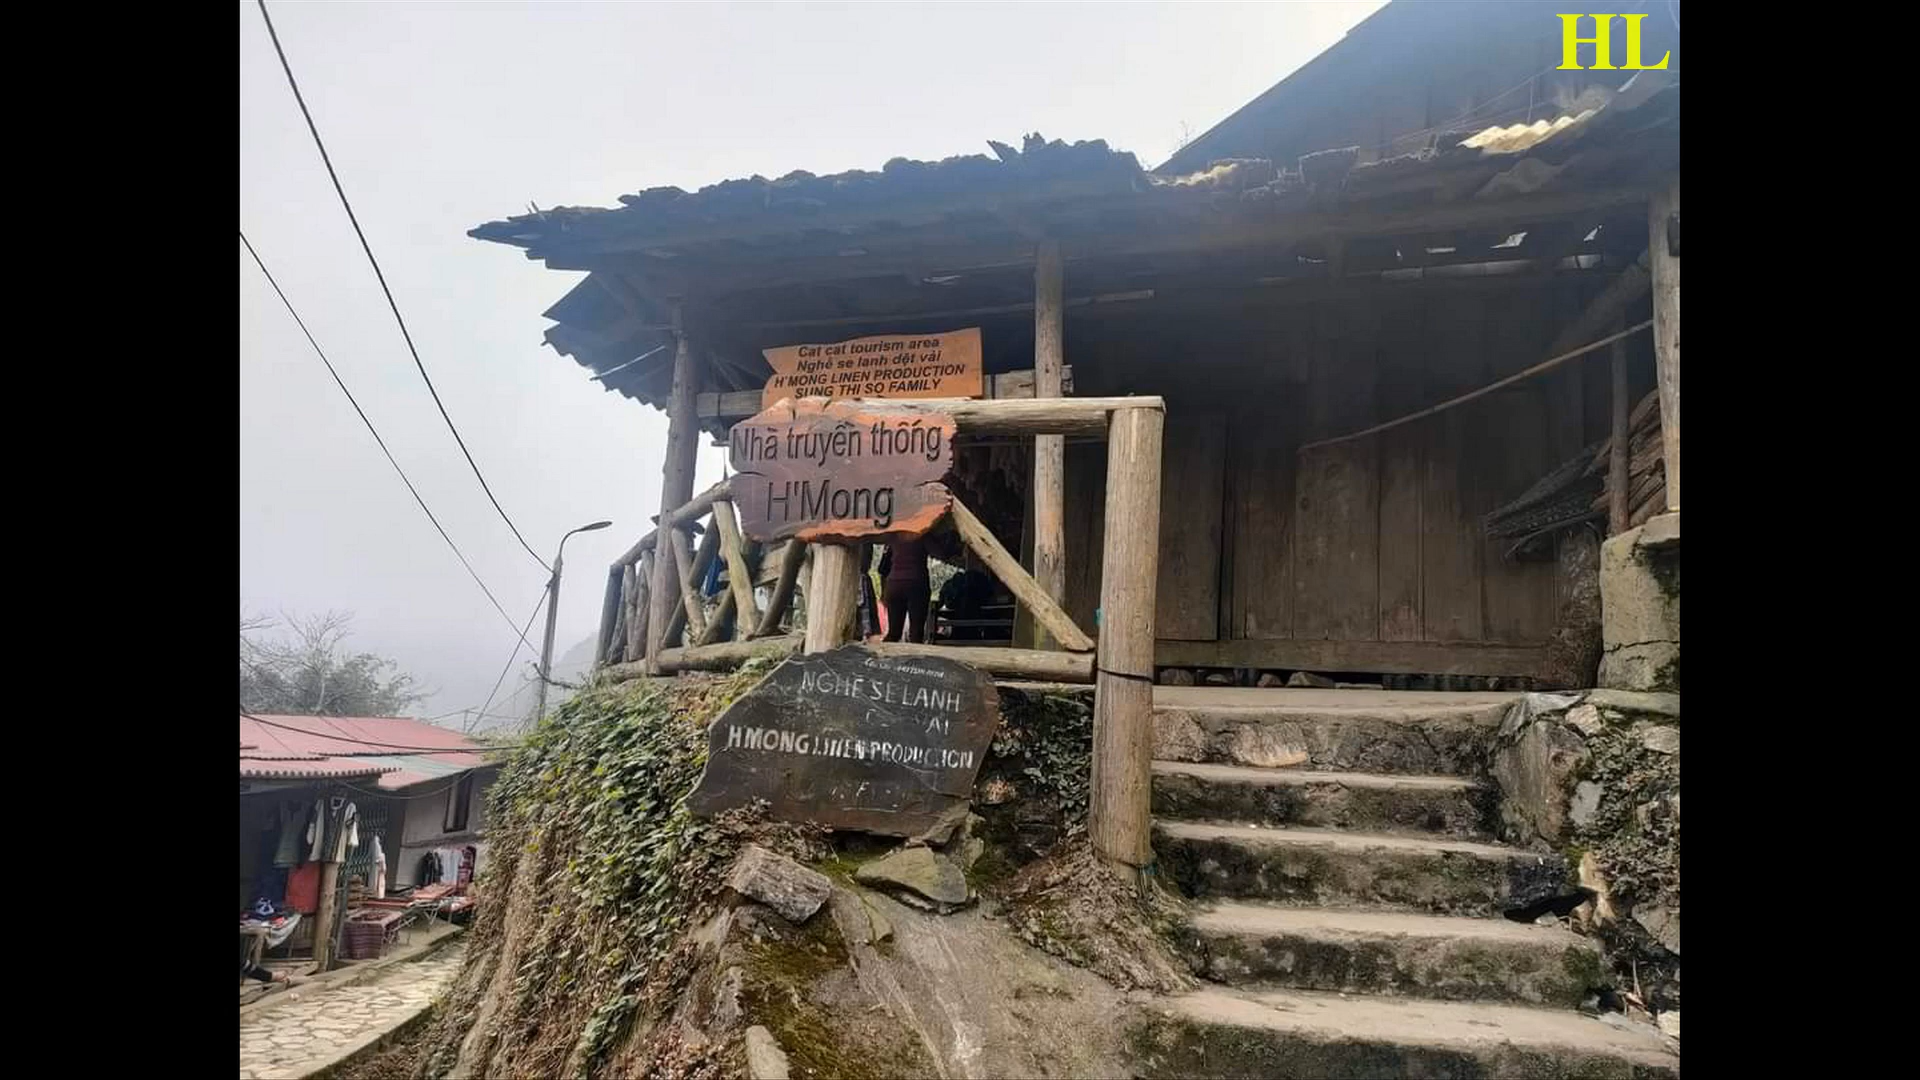 HL
Cat cat tourism area
Nghề se lanh dệt vải
H'MONG LINEN PRODUCTION
SUNG THI SO FAMILY
Nhà truyền thống
H'Mong
NGHỀ SE LANH
HMONG LINEN PRODUCTION